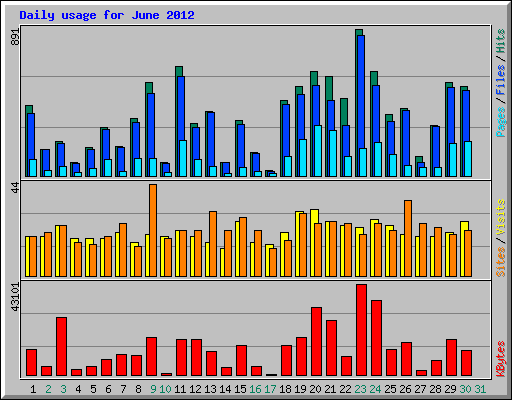 Daily usage for June 2012
891
Pages/Files/Hits
44
Sites/Visits
43101
KBytes
1 2 3 4 5 6 7 8 9 10 11 12 13 14 15 16 17 18 19 20 21 22 23 24 25 26 27 28 29 30 31